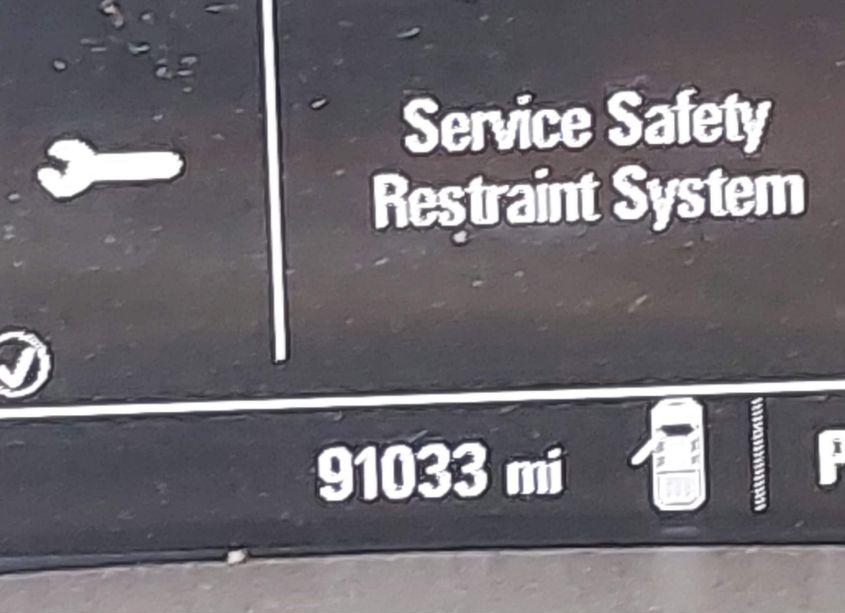 Service Safety
Restraint System
91033 mi
P